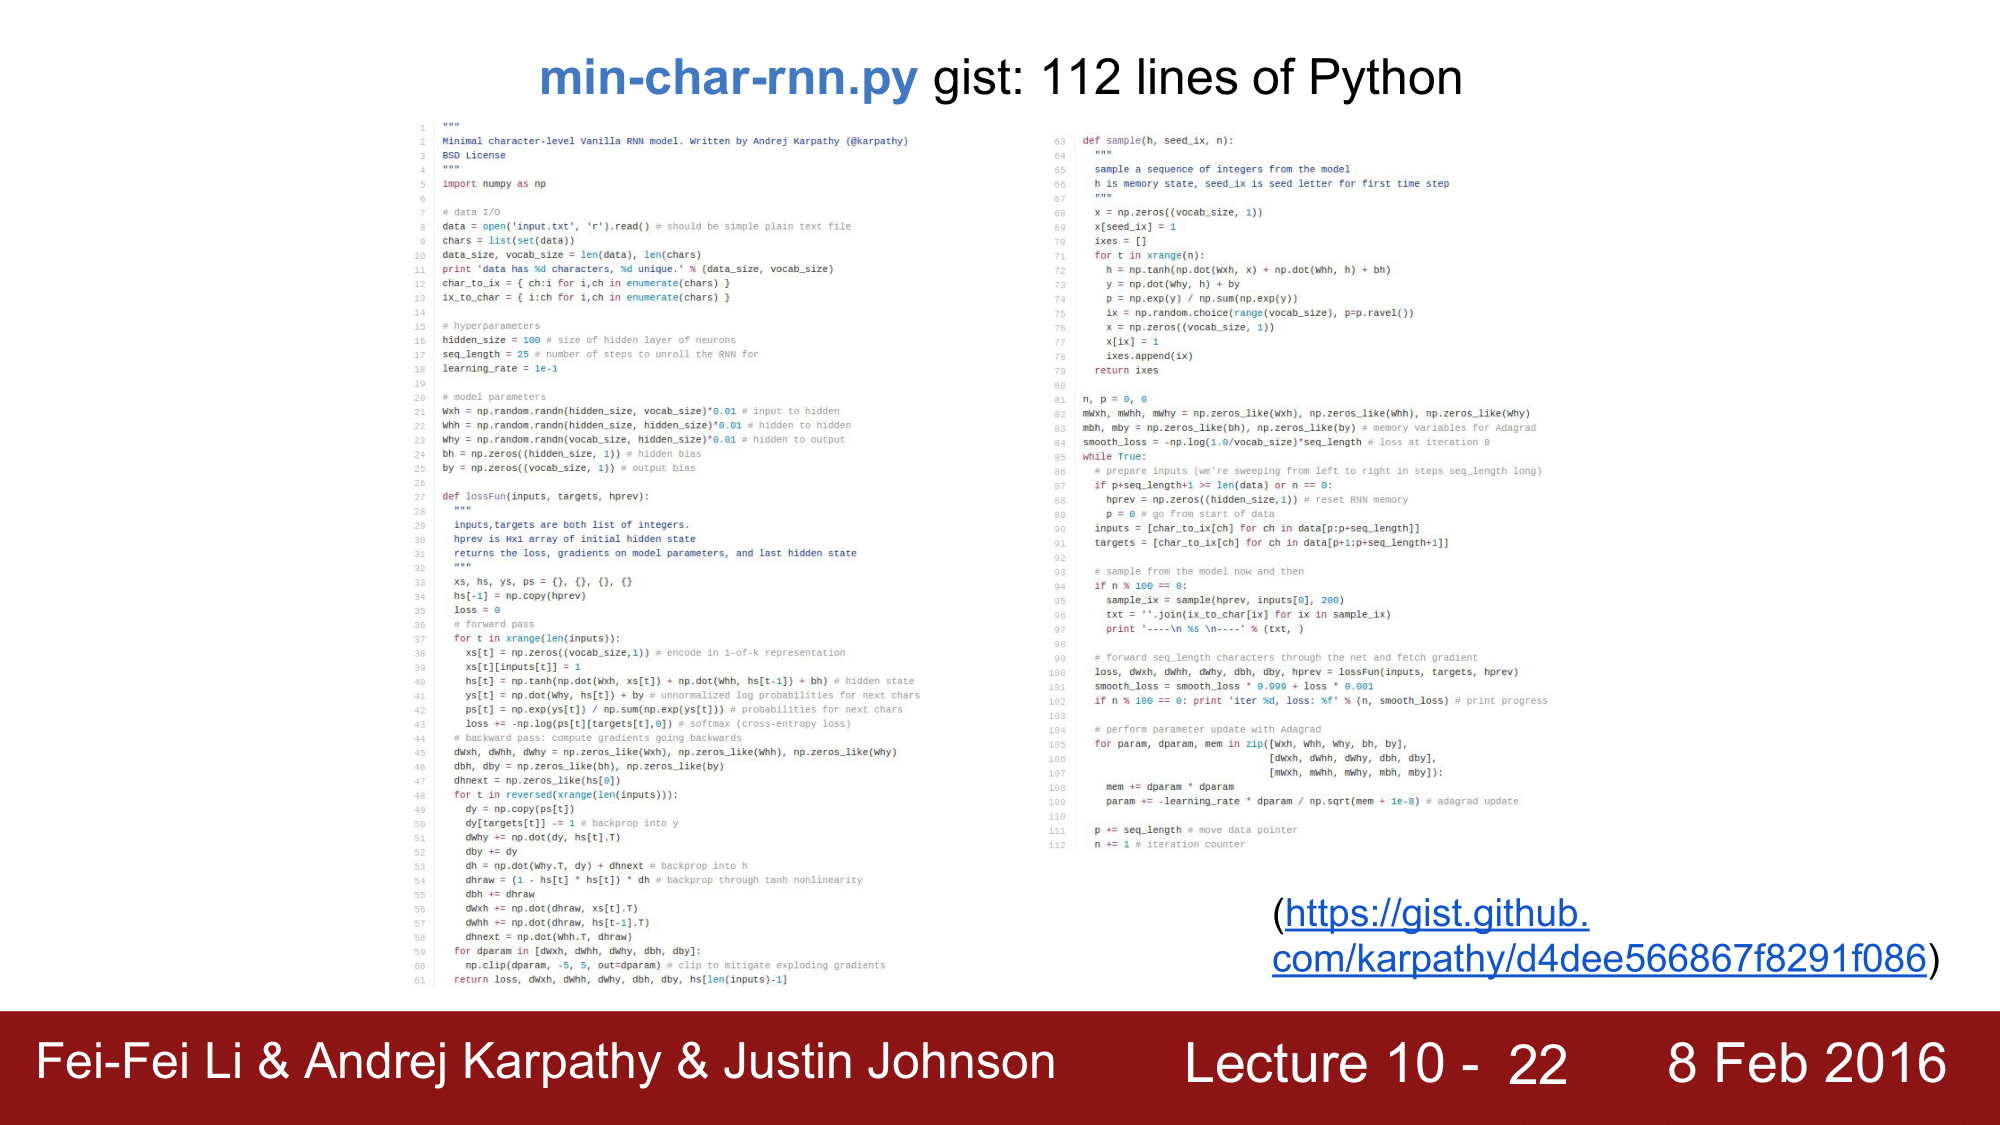 min-char-rnn.py gist: 112 lines of Python
1 """
2 Minimal character-level Vanilla RNN model. Written by Andrej Karpathy (@karpathy)
3 BSD License
4 """
5 import numpy as np
6
7 # data I/O
8 data = open('input.txt', 'r').read() # should be simple plain text file
9 chars = list(set(data))
10 data_size, vocab_size = len(data), len(chars)
11 print 'data has %d characters, %d unique.' % (data_size, vocab_size)
12 char_to_ix = { ch:i for i,ch in enumerate(chars) }
13 ix_to_char = { i:ch for i,ch in enumerate(chars) }
14
15 # hyperparameters
16 hidden_size = 100 # size of hidden layer of neurons
17 seq_length = 25 # number of steps to unroll the RNN for
18 learning_rate = 1e-1
19
20 # model parameters
21 Wxh = np.random.randn(hidden_size, vocab_size)*0.01 # input to hidden
22 Whh = np.random.randn(hidden_size, hidden_size)*0.01 # hidden to hidden
23 Why = np.random.randn(vocab_size, hidden_size)*0.01 # hidden to output
24 bh = np.zeros((hidden_size, 1)) # hidden bias
25 by = np.zeros((vocab_size, 1)) # output bias
26
27 def lossFun(inputs, targets, hprev):
28 """
29 inputs,targets are both list of integers.
30 hprev is Hx1 array of initial hidden state
31 returns the loss, gradients on model parameters, and last hidden state
32 """
33 xs, hs, ys, ps = {}, {}, {}, {}
34 hs[-1] = np.copy(hprev)
35 loss = 0
36 # forward pass
37 for t in xrange(len(inputs)):
38 xs[t] = np.zeros((vocab_size,1)) # encode in 1-of-k representation
39 xs[t][inputs[t]] = 1
40 hs[t] = np.tanh(np.dot(Wxh, xs[t]) + np.dot(Whh, hs[t-1]) + bh) # hidden state
41 ys[t] = np.dot(Why, hs[t]) + by # unnormalized log probabilities for next chars
42 ps[t] = np.exp(ys[t]) / np.sum(np.exp(ys[t])) # probabilities for next chars
43 loss += -np.log(ps[t][targets[t],0]) # softmax (cross-entropy loss)
44 # backward pass: compute gradients going backwards
45 dWxh, dWhh, dWhy = np.zeros_like(Wxh), np.zeros_like(Whh), np.zeros_like(Why)
46 dbh, dby = np.zeros_like(bh), np.zeros_like(by)
47 dhnext = np.zeros_like(hs[0])
48 for t in reversed(xrange(len(inputs))):
49 dy = np.copy(ps[t])
50 dy[targets[t]] -= 1 # backprop into y
51 dWhy += np.dot(dy, hs[t].T)
52 dby += dy
53 dh = np.dot(Why.T, dy) + dhnext # backprop into h
54 dhraw = (1 - hs[t] * hs[t]) * dh # backprop through tanh nonlinearity
55 dbh += dhraw
56 dWxh += np.dot(dhraw, xs[t].T)
57 dWhh += np.dot(dhraw, hs[t-1].T)
58 dhnext = np.dot(Whh.T, dhraw)
59 for dparam in [dWxh, dWhh, dWhy, dbh, dby]:
60 np.clip(dparam, -5, 5, out=dparam) # clip to mitigate exploding gradients
61 return loss, dWxh, dWhh, dWhy, dbh, dby, hs[len(inputs)-1]
63 def sample(h, seed_ix, n):
64 """
65 sample a sequence of integers from the model
66 h is memory state, seed_ix is seed letter for first time step
67 """
68 x = np.zeros((vocab_size, 1))
69 x[seed_ix] = 1
70 ixes = []
71 for t in xrange(n):
72 h = np.tanh(np.dot(Wxh, x) + np.dot(Whh, h) + bh)
73 y = np.dot(Why, h) + by
74 p = np.exp(y) / np.sum(np.exp(y))
75 ix = np.random.choice(range(vocab_size), p=p.ravel())
76 x = np.zeros((vocab_size, 1))
77 x[ix] = 1
78 ixes.append(ix)
79 return ixes
80
81 n, p = 0, 0
82 mWxh, mWhh, mWhy = np.zeros_like(Wxh), np.zeros_like(Whh), np.zeros_like(Why)
83 mbh, mby = np.zeros_like(bh), np.zeros_like(by) # memory variables for Adagrad
84 smooth_loss = -np.log(1.0/vocab_size)*seq_length # loss at iteration 0
85 while True:
86 # prepare inputs (we're sweeping from left to right in steps seq_length long)
87 if p+seq_length+1 >= len(data) or n == 0:
88 hprev = np.zeros((hidden_size,1)) # reset RNN memory
89 p = 0 # go from start of data
90 inputs = [char_to_ix[ch] for ch in data[p:p+seq_length]]
91 targets = [char_to_ix[ch] for ch in data[p+1:p+seq_length+1]]
92
93 # sample from the model now and then
94 if n % 100 == 0:
95 sample_ix = sample(hprev, inputs[0], 200)
96 txt = ''.join(ix_to_char[ix] for ix in sample_ix)
97 print '----\n %s \n----' % (txt, )
98
99 # forward seq_length characters through the net and fetch gradient
100 loss, dWxh, dWhh, dWhy, dbh, dby, hprev = lossFun(inputs, targets, hprev)
101 smooth_loss = smooth_loss * 0.999 + loss * 0.001
102 if n % 100 == 0: print 'iter %d, loss: %f' % (n, smooth_loss) # print progress
103
104 # perform parameter update with Adagrad
105 for param, dparam, mem in zip([Wxh, Whh, Why, bh, by],
106 [dWxh, dWhh, dWhy, dbh, dby],
107 [mWxh, mWhh, mWhy, mbh, mby]):
108 mem += dparam * dparam
109 param += -learning_rate * dparam / np.sqrt(mem + 1e-8) # adagrad update
110
111 p += seq_length # move data pointer
112 n += 1 # iteration counter
(https://gist.github.
com/karpathy/d4dee566867f8291f086)
Fei-Fei Li & Andrej Karpathy & Justin Johnson Lecture 10 - 22 8 Feb 2016